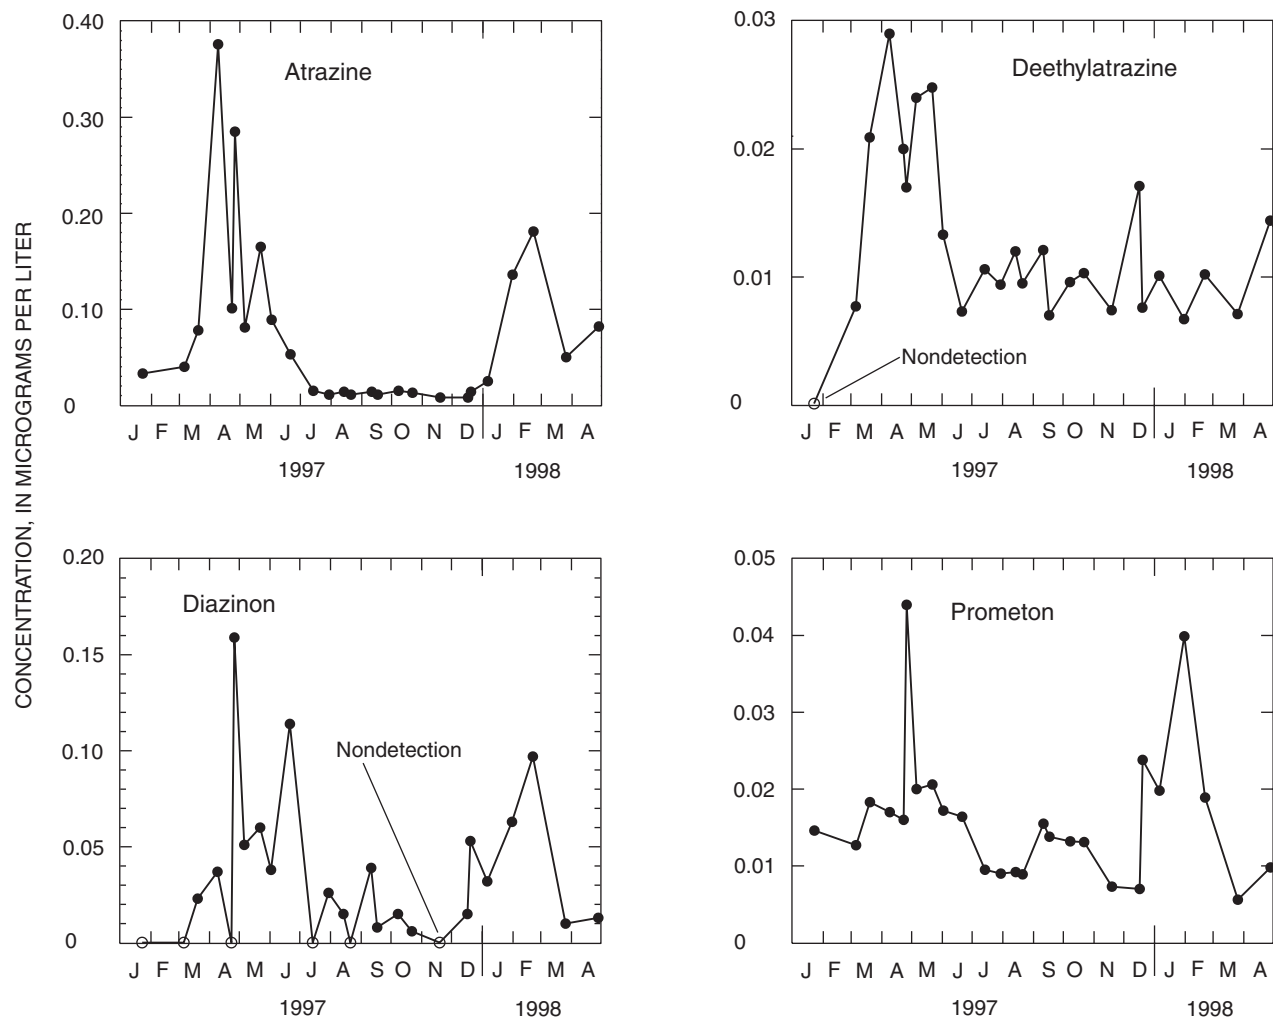 CONCENTRATION, IN MICROGRAMS PER LITER
0.40
0.30
0.20
0.10
0
Atrazine
J F M A M J J A S O N D J F M A
1997 1998
0.03
0.02
0.01
0
Deethylatrazine
Nondetection
J F M A M J J A S O N D J F M A
1997 1998
0.20
0.15
0.10
0.05
0
Diazinon
Nondetection
J F M A M J J A S O N D J F M A
1997 1998
0.05
0.04
0.03
0.02
0.01
0
Prometon
J F M A M J J A S O N D J F M A
1997 1998